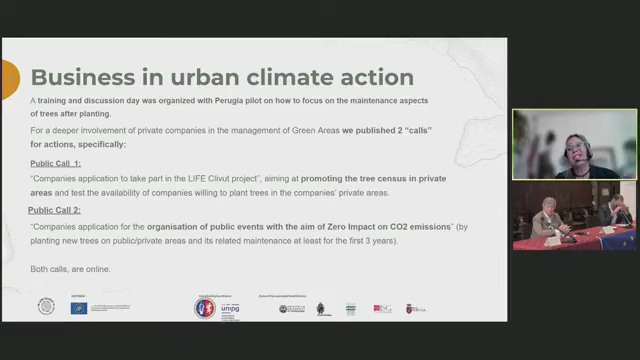 Business in urban climate action
A training and discussion day was organized with Perugia pilot on how to focus on the maintenance aspects
of trees after planting.
For a deeper involvement of private companies in the management of Green Areas we published 2 “calls”
for actions, specifically:
Public Call_1
“Companies application to take part in the LIFE Clivut project”, aiming at promoting the tree census in private
areas and test the availability of companies willing to plant trees in the companies’ private areas.
Public Call 2
“Companies application for the organisation of public events with the aim of Zero Impact on CO2 emissions” (by
planting new trees on public/private areas and its related maintenance at least for the first 3 years).
Both calls, are online.
unipg
ISG